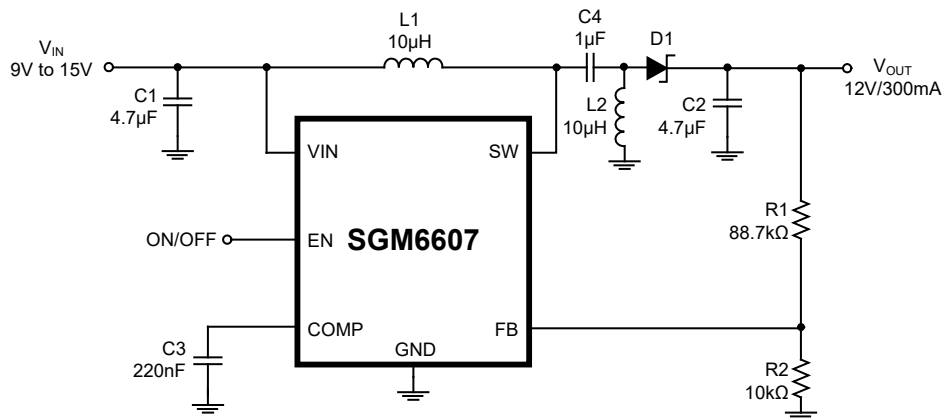 L1
10µH
C4
1µF
D1
VIN
9V to 15V
VOUT
12V/300mA
C1
4.7µF
L2
10µH
C2
4.7µF
VIN
SW
R1
88.7kΩ
ON/OFF
EN
SGM6607
COMP
FB
C3
220nF
GND
R2
10kΩ